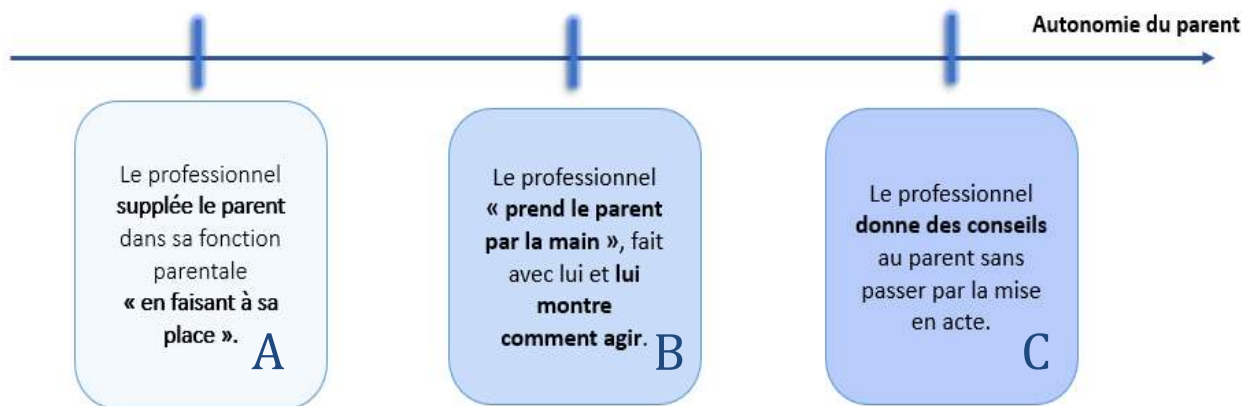 Autonomie du parent
Le professionnel
supplée le parent
dans sa fonction
parentale
« en faisant à sa
place ».
A
Le professionnel
« prend le parent
par la main », fait
avec lui et lui
montre
comment agir.
B
Le professionnel
donne des conseils
au parent sans
passer par la mise
en acte.
C